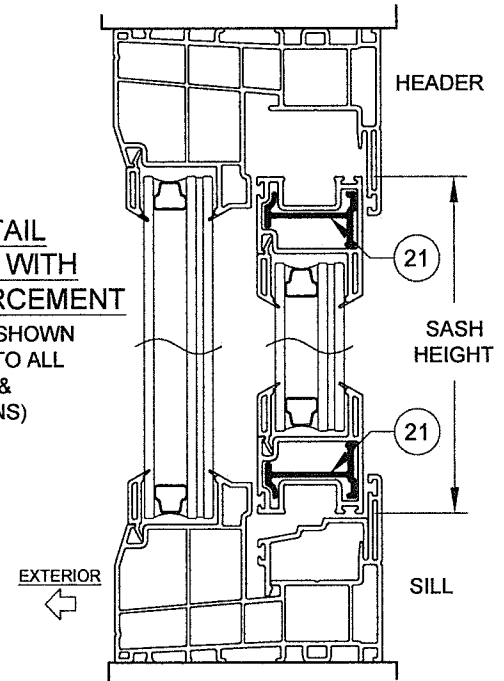 HEADER
TAIL
WITH
RCEMENT
SHOWN
TO ALL
&
NS)
21
SASH
HEIGHT
21
EXTERIOR
SILL